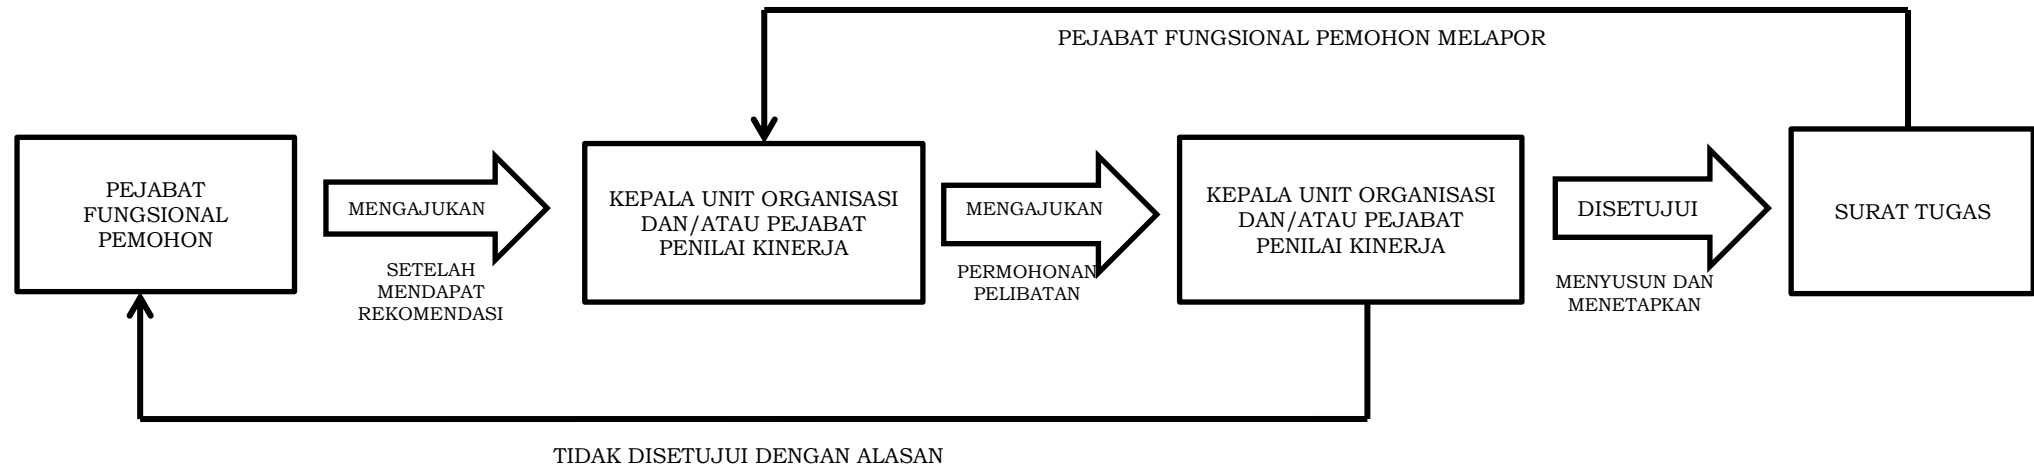 PEJABAT FUNGSIONAL PEMOHON MELAPOR
PEJABAT
FUNGSIONAL
PEMOHON
MENGAJUKAN
SETELAH
MENDAPAT
REKOMENDASI
KEPALA UNIT ORGANISASI
DAN/ATAU PEJABAT
PENILAI KINERJA
MENGAJUKAN
PERMOHONAN
PELIBATAN
KEPALA UNIT ORGANISASI
DAN/ATAU PEJABAT
PENILAI KINERJA
DISETUJUI
MENYUSUN DAN
MENETAPKAN
SURAT TUGAS
TIDAK DISETUJUI DENGAN ALASAN